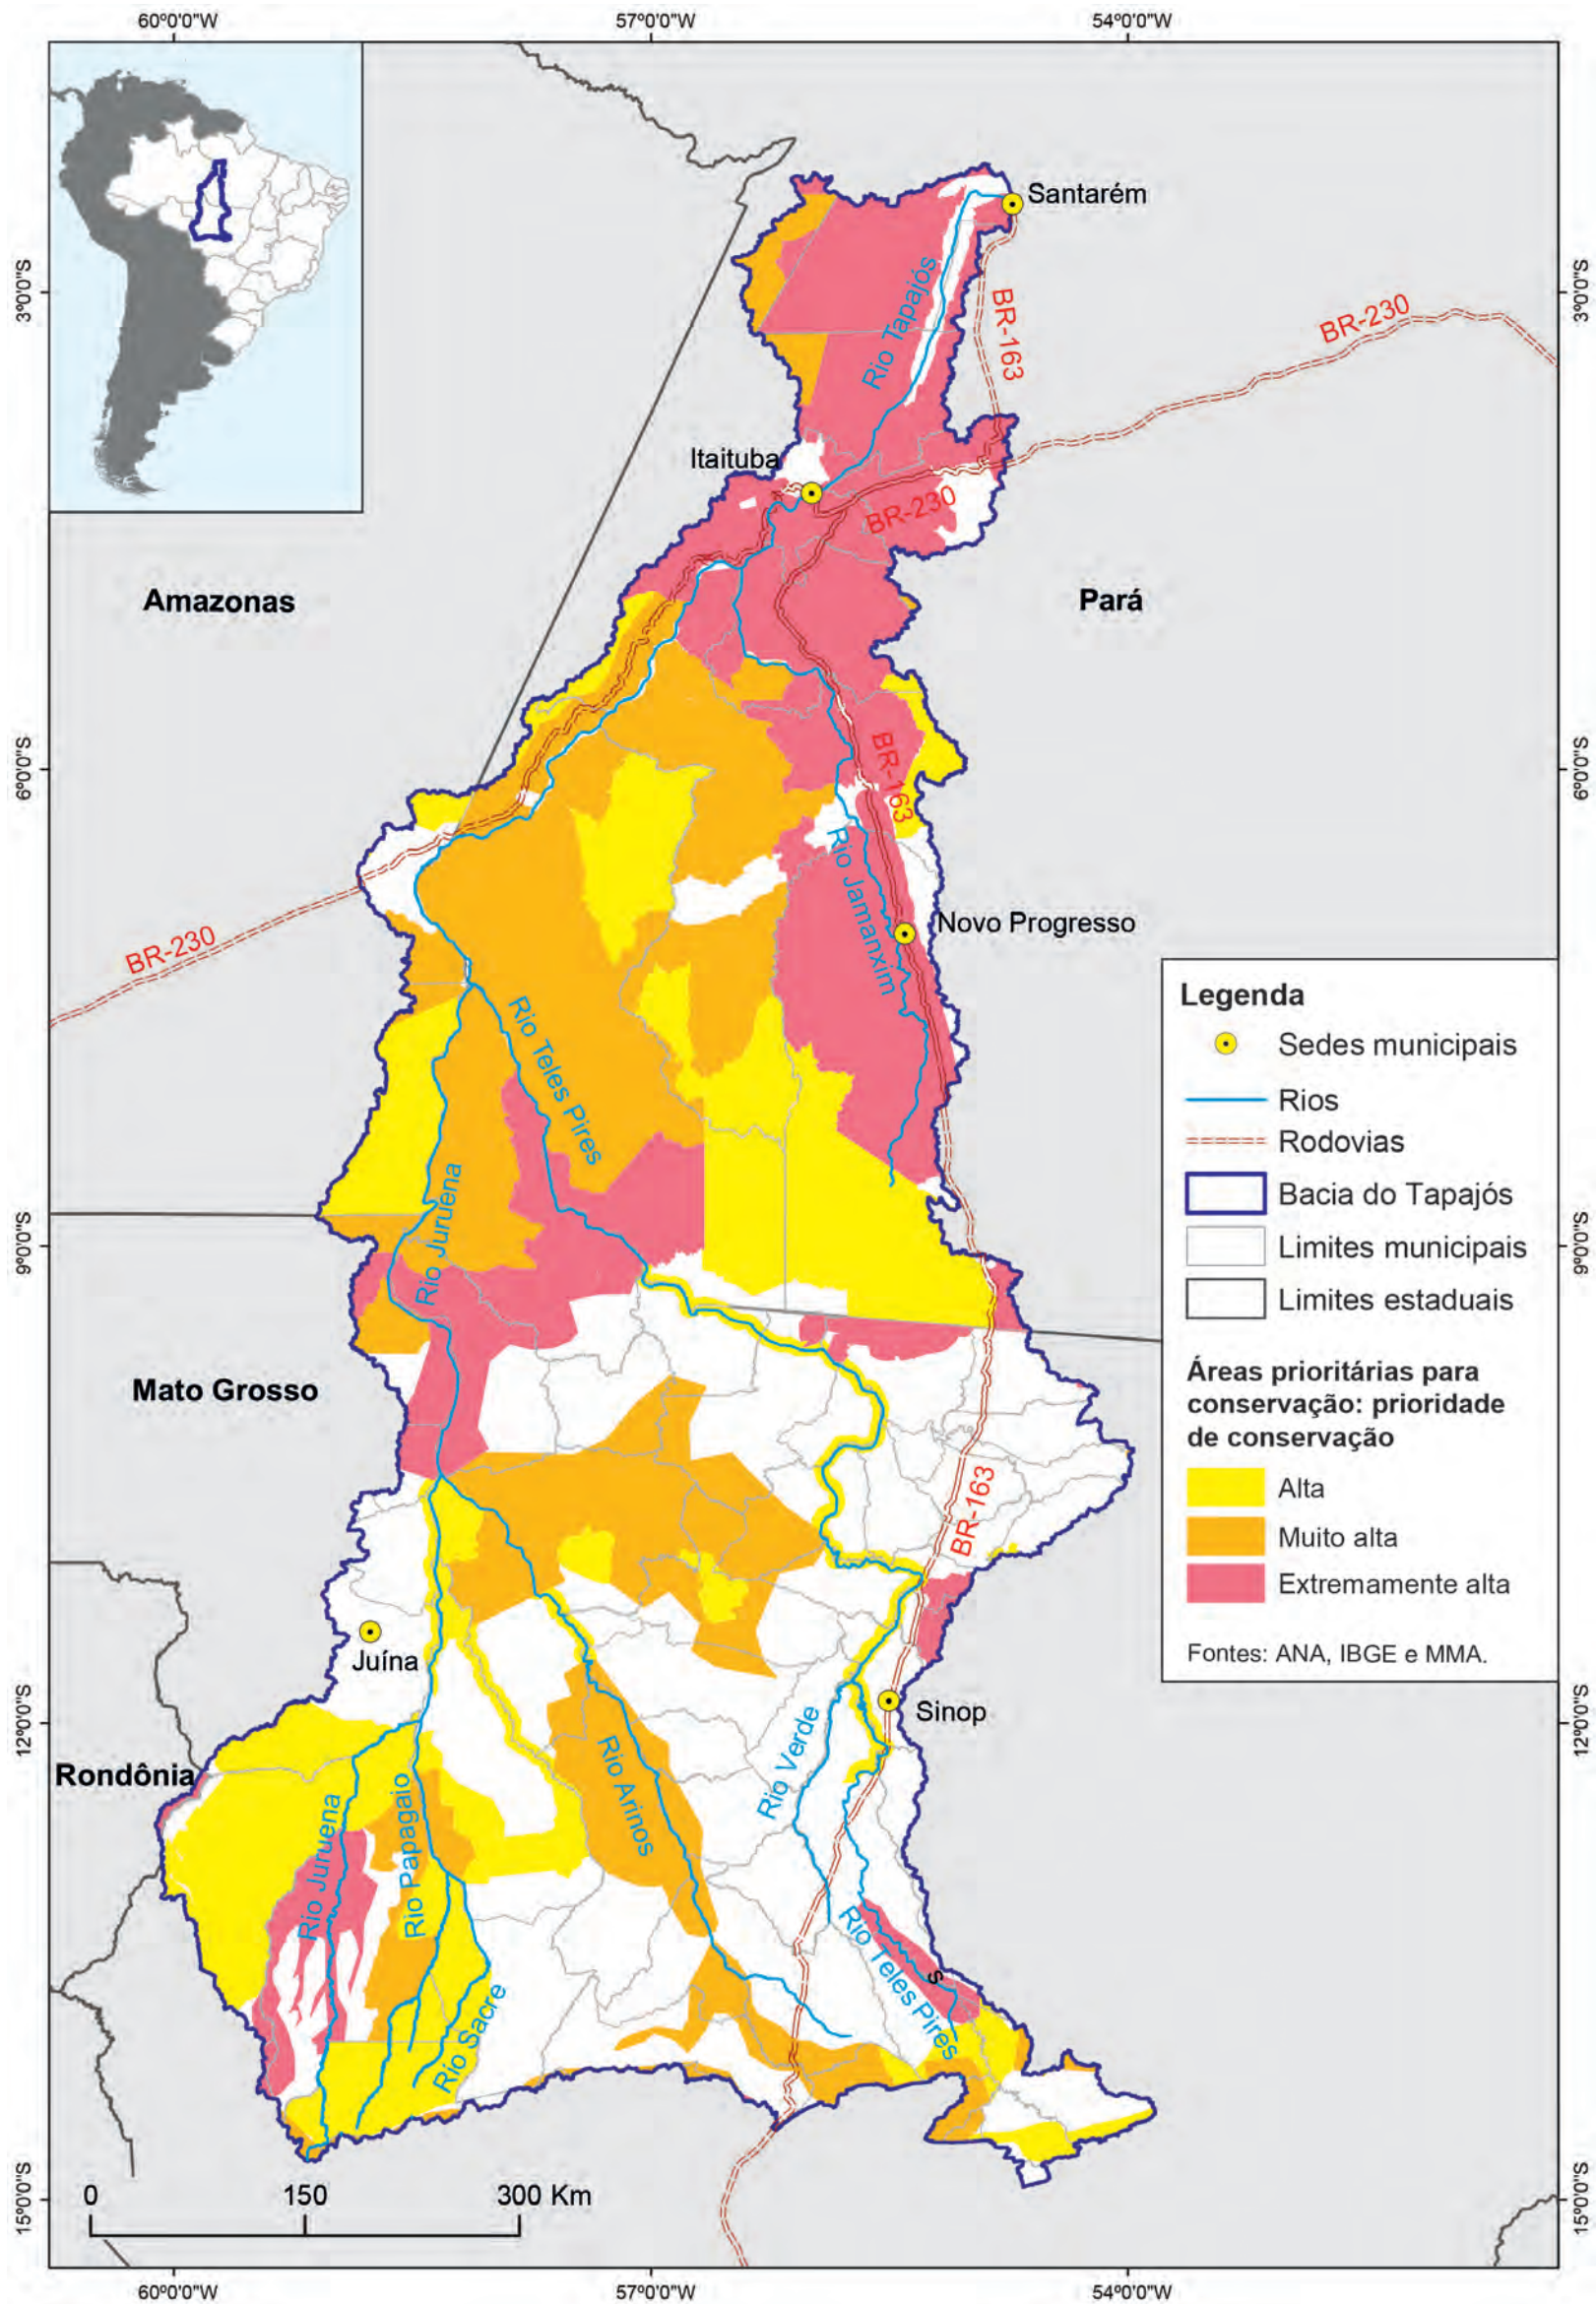 60°0'0"W
57°0'0"W
54°0'0"W
Santarém
3°0'0"S
3°0'0"S
Rio Tapajós
BR-163
BR-230
Itaituba
BR-230
Amazonas
Pará
6°0'0"S
6°0'0"S
BR-163
Rio Jamanxim
Novo Progresso
BR-230
Rio Teles Pires
Rio Juruena
9°0'0"S
9°0'0"S
Mato Grosso
BR-163
Juína
Sinop
12°0'0"S
12°0'0"S
Rondônia
Rio Verde
Rio Arinos
Rio Papagaio
Rio Juruena
Rio Teles Pires
S
Rio Sacre
15°0'0"S
15°0'0"S
0
150
300 Km
60°0'0"W
57°0'0"W
54°0'0"W
Legenda
Sedes municipais
Rios
Rodovias
Bacia do Tapajós
Limites municipais
Limites estaduais
Áreas prioritárias para
conservação: prioridade
de conservação
Alta
Muito alta
Extremamente alta
Fontes: ANA, IBGE e MMA.